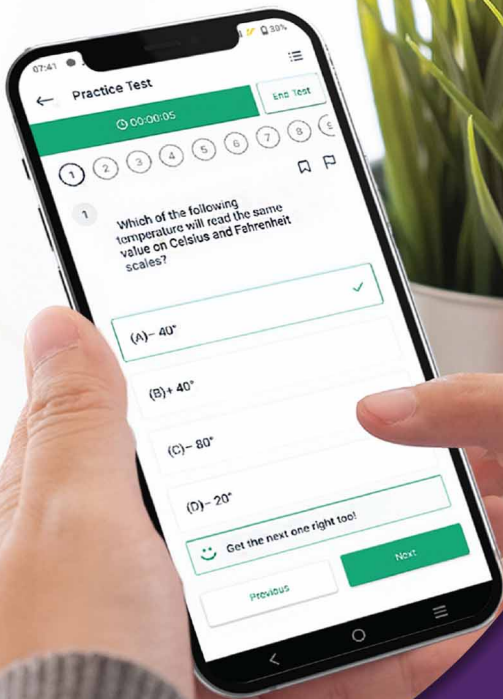 07:41 30%
← Practice Test
00:00:05 End Test
1 2 3 4 5 6 7 8 9
1
Which of the following
temperature will read the same
value on Celsius and Fahrenheit
scales?
(A)– 40°
(B)+ 40°
(C)– 80°
(D)– 20°
Get the next one right too!
Previous Next